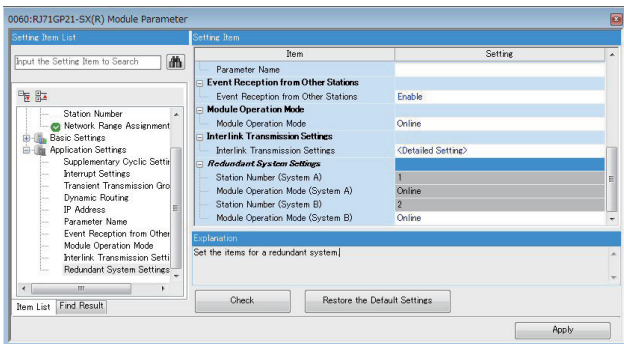 0060:RJ71GP21-SX(R) Module Parameter
Setting Item List
Input the Setting Item to Search
Station Number
Network Range Assignment
Basic Settings
Application Settings
Supplementary Cyclic Settin
Interrupt Settings
Transient Transmission Gro
Dynamic Routing
IP Address
Parameter Name
Event Reception from Other
Module Operation Mode
Interlink Transmission Setti
Redundant System Settings
Item List
Find Result
Setting Item
Item Setting
Parameter Name
Event Reception from Other Stations
Event Reception from Other Stations Enable
Module Operation Mode
Module Operation Mode Online
Interlink Transmission Settings
Interlink Transmission Settings <Detailed Setting>
Redundant System Settings
Station Number (System A) 1
Module Operation Mode (System A) Online
Station Number (System B) 2
Module Operation Mode (System B) Online
Explanation
Set the items for a redundant system.
Check
Restore the Default Settings
Apply